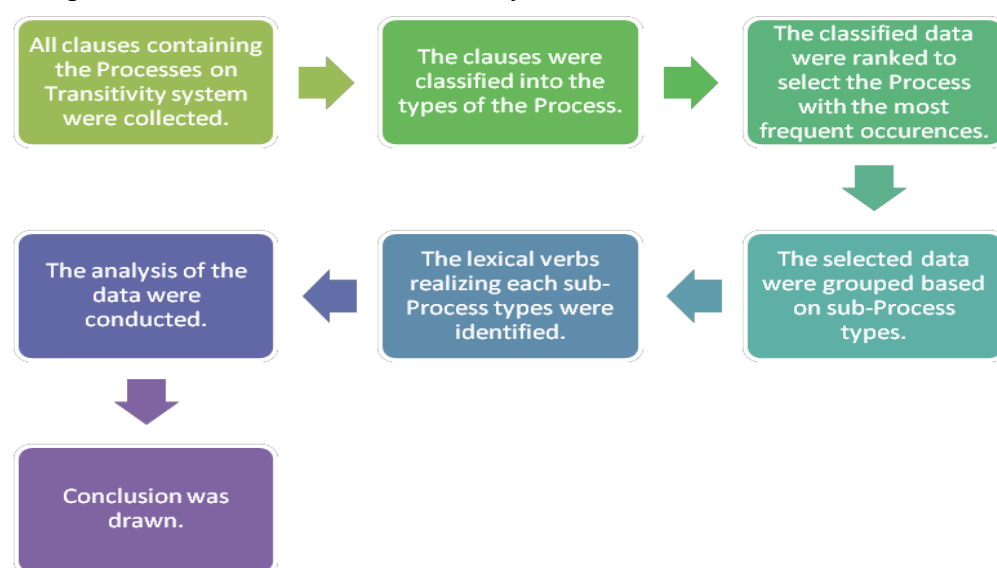 All clauses containing
the Processes on
Transitivity system
were collected.
The clauses were
classified into the
types of the Process.
The classified data
were ranked to
select the Process
with the most
frequent occurences.
The selected data
were grouped based
on sub-Process
types.
The lexical verbs
realizing each sub-
Process types were
identified.
The analysis of the
data were
conducted.
Conclusion was
drawn.